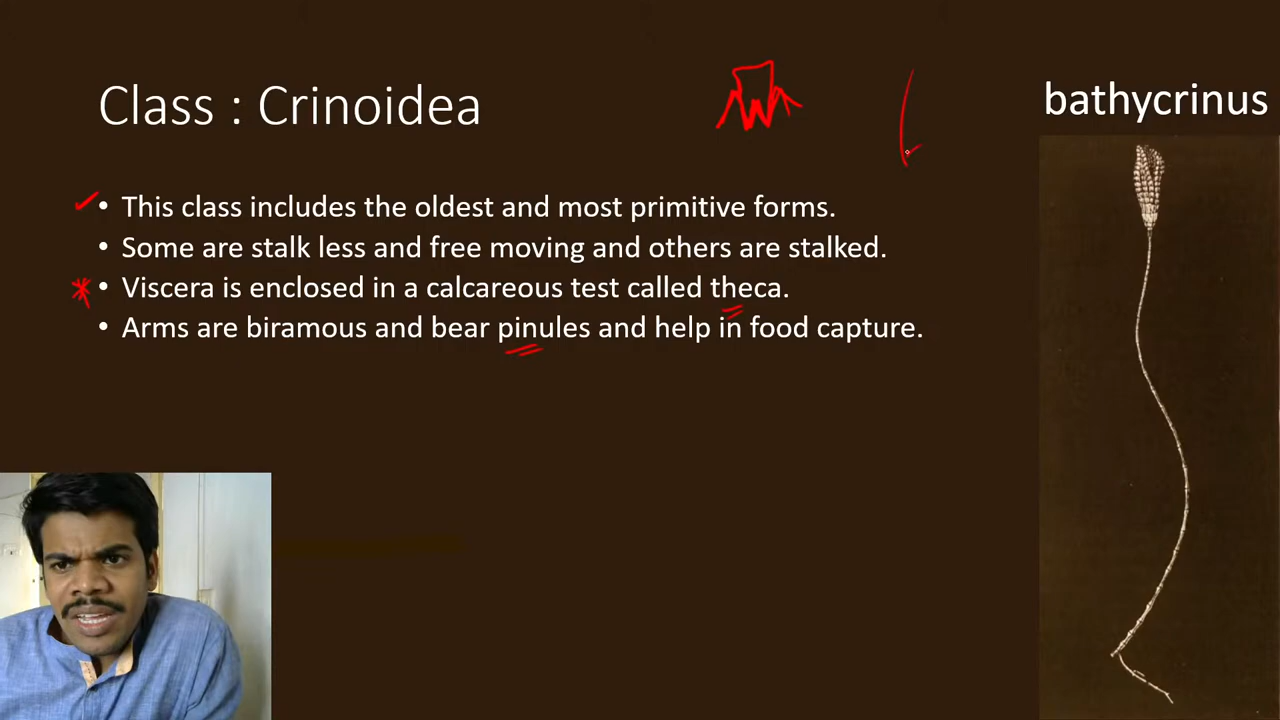 Class : Crinoidea
bathycrinus
• This class includes the oldest and most primitive forms.
• Some are stalk less and free moving and others are stalked.
• Viscera is enclosed in a calcareous test called theca.
• Arms are biramous and bear pinules and help in food capture.